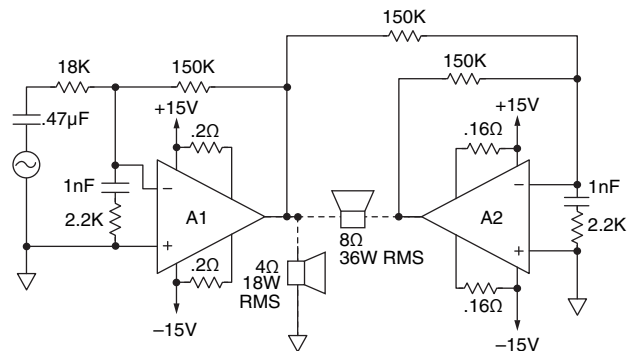 150K
18K
150K
150K
+15V
+15V
.47μF
.2Ω
.16Ω
1nF
1nF
–
–
A1
A2
2.2K
2.2K
+
+
8Ω
36W RMS
.2Ω
4Ω
18W
RMS
.16Ω
–15V
–15V